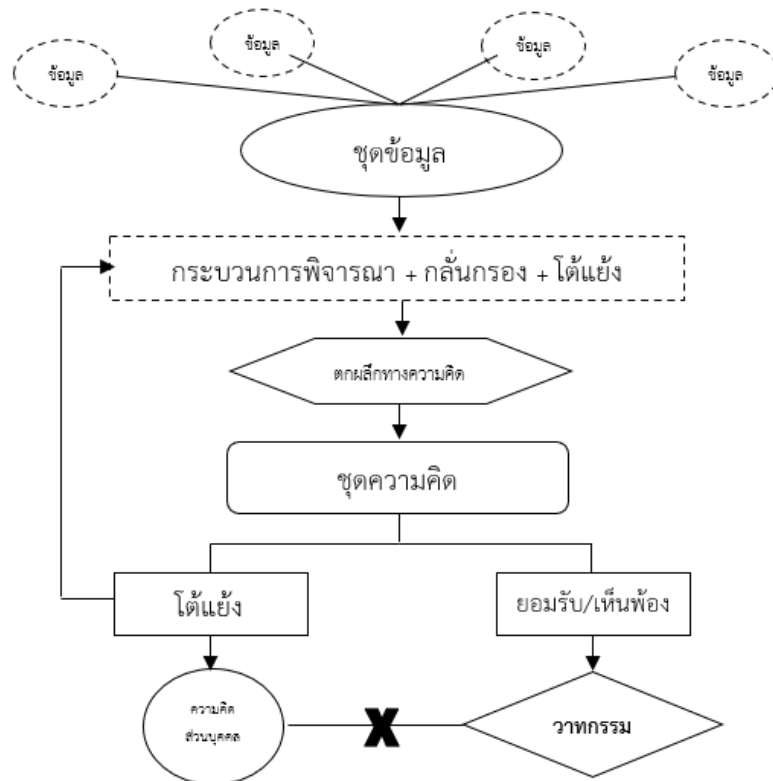 ข้อมูล
ข้อมูล
ข้อมูล
ข้อมูล
ชุดข้อมูล
กระบวนการพิจารณา + กลั่นกรอง + โต้แย้ง
ตกผลึกทางความคิด
ชุดความคิด
โต้แย้ง
ยอมรับ/เห็นพ้อง
ความคิด
ส่วนบุคคล
X
วาทกรรม